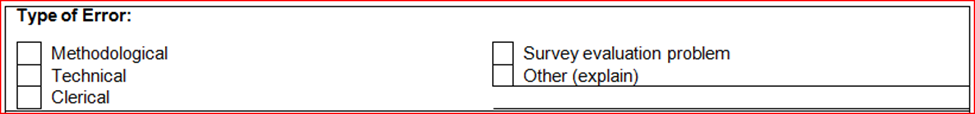 Type of Error:
Methodological
Technical
Clerical
Survey evaluation problem
Other (explain)